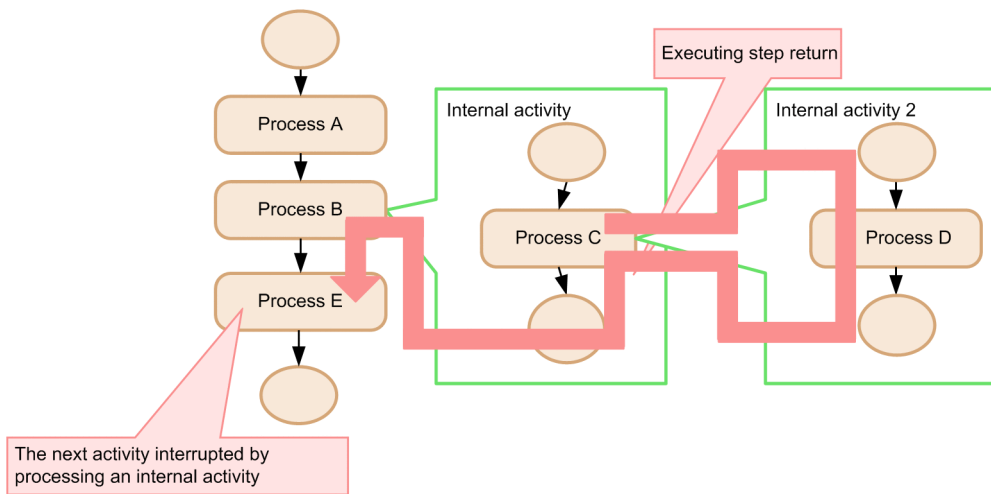 Executing step return
Internal activity
Internal activity 2
Process A
Process B
Process C
Process D
Process E
The next activity interrupted by
processing an internal activity